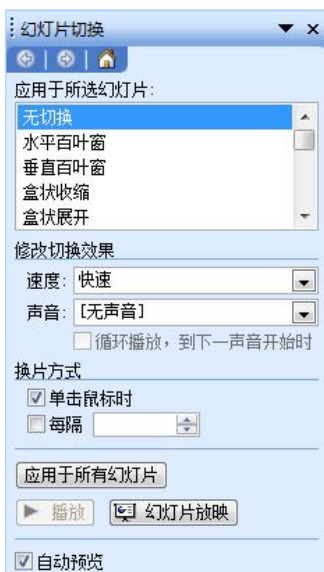 幻灯片切换
应用于所选幻灯片:
无切换
水平百叶窗
垂直百叶窗
盒状收缩
盒状展开
修改切换效果
速度: 快速
声音: [无声音]
循环播放，到下一声音开始时
换片方式
单击鼠标时
每隔
应用于所有幻灯片
播放 幻灯片放映
自动预览